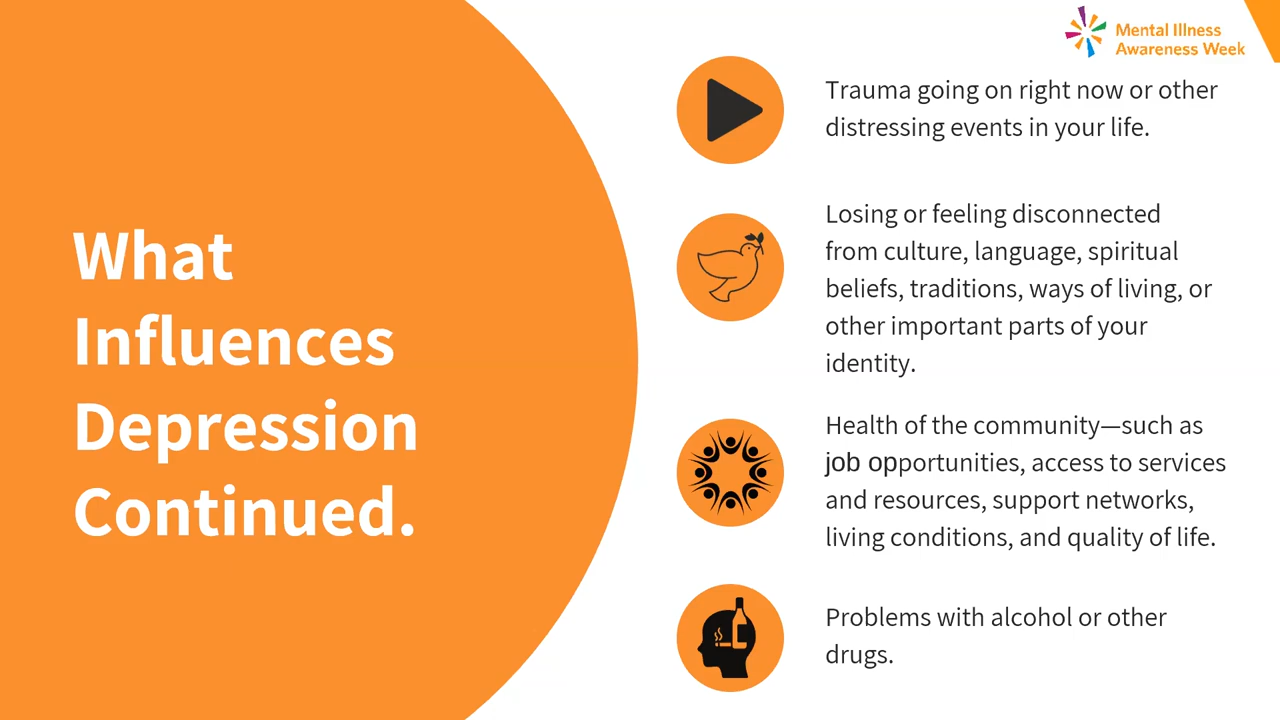 Mental Illness
Awareness Week
What
Influences
Depression
Continued.
Trauma going on right now or other
distressing events in your life.
Losing or feeling disconnected
from culture, language, spiritual
beliefs, traditions, ways of living, or
other important parts of your
identity.
Health of the community—such as
job opportunities, access to services
and resources, support networks,
living conditions, and quality of life.
Problems with alcohol or other
drugs.